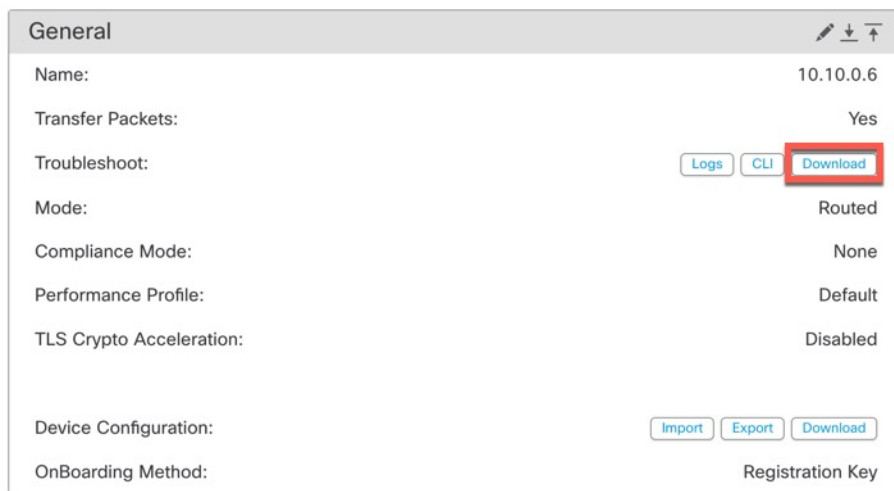 General
Name: 10.10.0.6
Transfer Packets: Yes
Troubleshoot: Logs CLI Download
Mode: Routed
Compliance Mode: None
Performance Profile: Default
TLS Crypto Acceleration: Disabled
Device Configuration: Import Export Download
OnBoarding Method: Registration Key